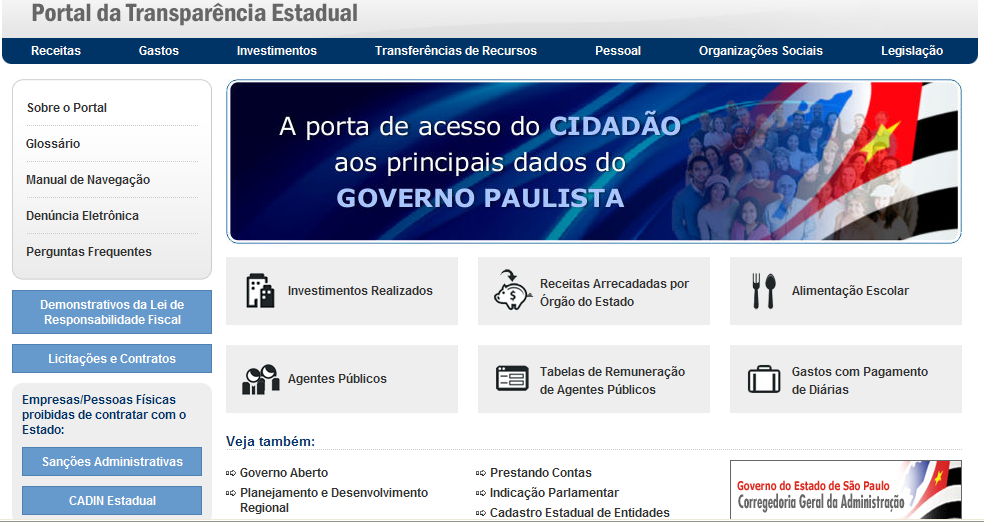 Portal da Transparência Estadual
Receitas Gastos Investimentos Transferências de Recursos Pessoal Organizações Sociais Legislação
Sobre o Portal
Glossário
Manual de Navegação
Denúncia Eletrônica
Perguntas Frequentes
Demonstrativos da Lei de
Responsabilidade Fiscal
Licitações e Contratos
Empresas/Pessoas Físicas
proibidas de contratar com o
Estado:
Sanções Administrativas
CADIN Estadual
A porta de acesso do CIDADÃO
aos principais dados do
GOVERNO PAULISTA
Investimentos Realizados
Receitas Arrecadadas por
Órgão do Estado
Alimentação Escolar
Agentes Públicos
Tabelas de Remuneração
de Agentes Públicos
Gastos com Pagamento
de Diárias
Veja também:
Governo Aberto
Planejamento e Desenvolvimento
Regional
Prestando Contas
Indicação Parlamentar
Cadastro Estadual de Entidades
Governo do Estado de São Paulo
Corregedoria Geral da Administração